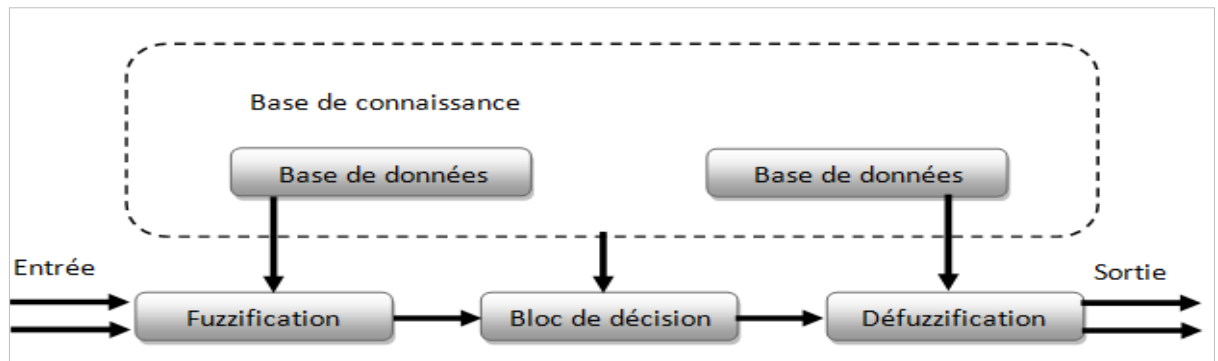 Base de connaissance
Base de données
Base de données
Entrée
Sortie
Fuzzification
Bloc de décision
Défuzzification